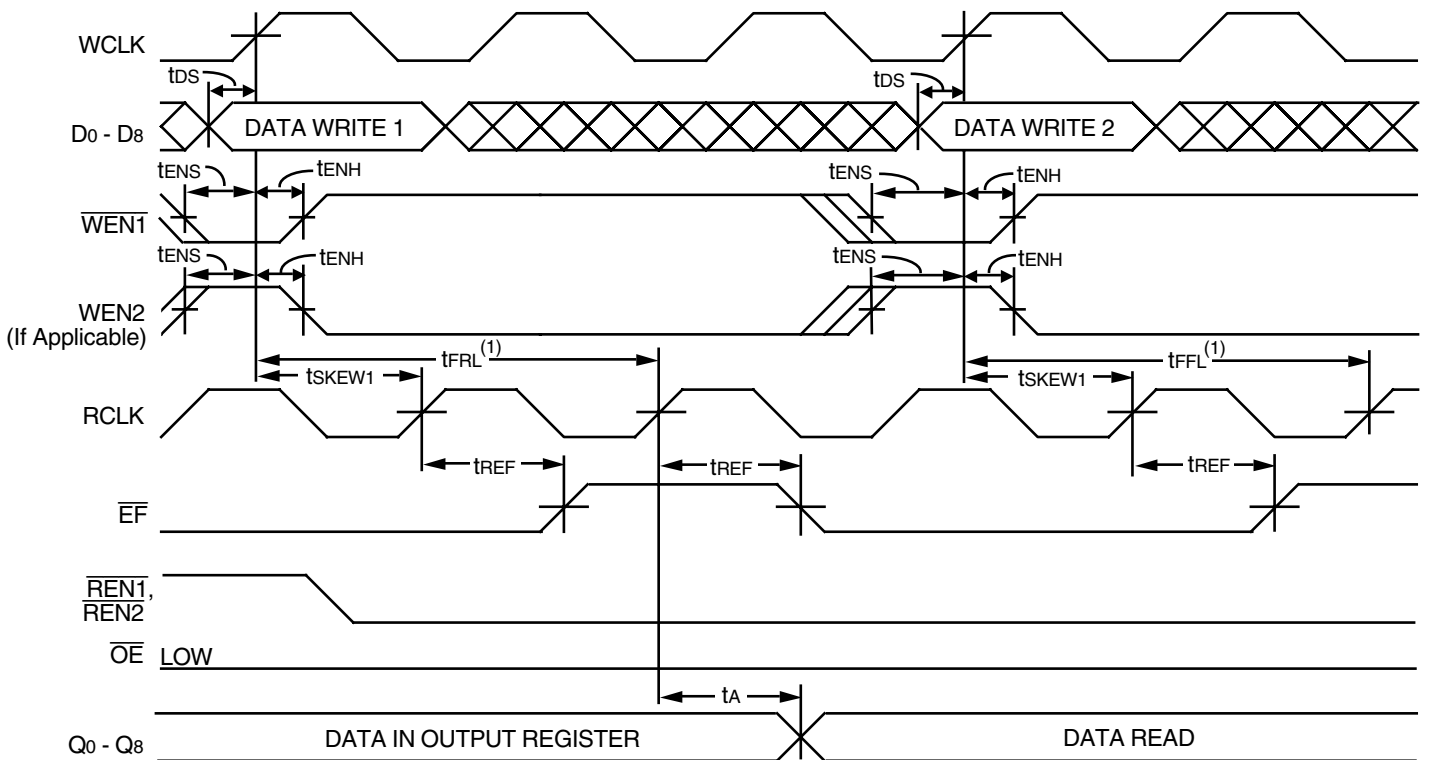 WCLK
tDS
tDS
D0 - D8
DATA WRITE 1
DATA WRITE 2
tENS
tENH
tENS
tENH
WEN1
tENS
tENH
tENS
tENH
WEN2
(If Applicable)
tFRL(1)
tFFL(1)
tSKEW1
tSKEW1
RCLK
tREF
tREF
tREF
EF
REN1,
REN2
OE
LOW
tA
Q0 - Q8
DATA IN OUTPUT REGISTER
DATA READ